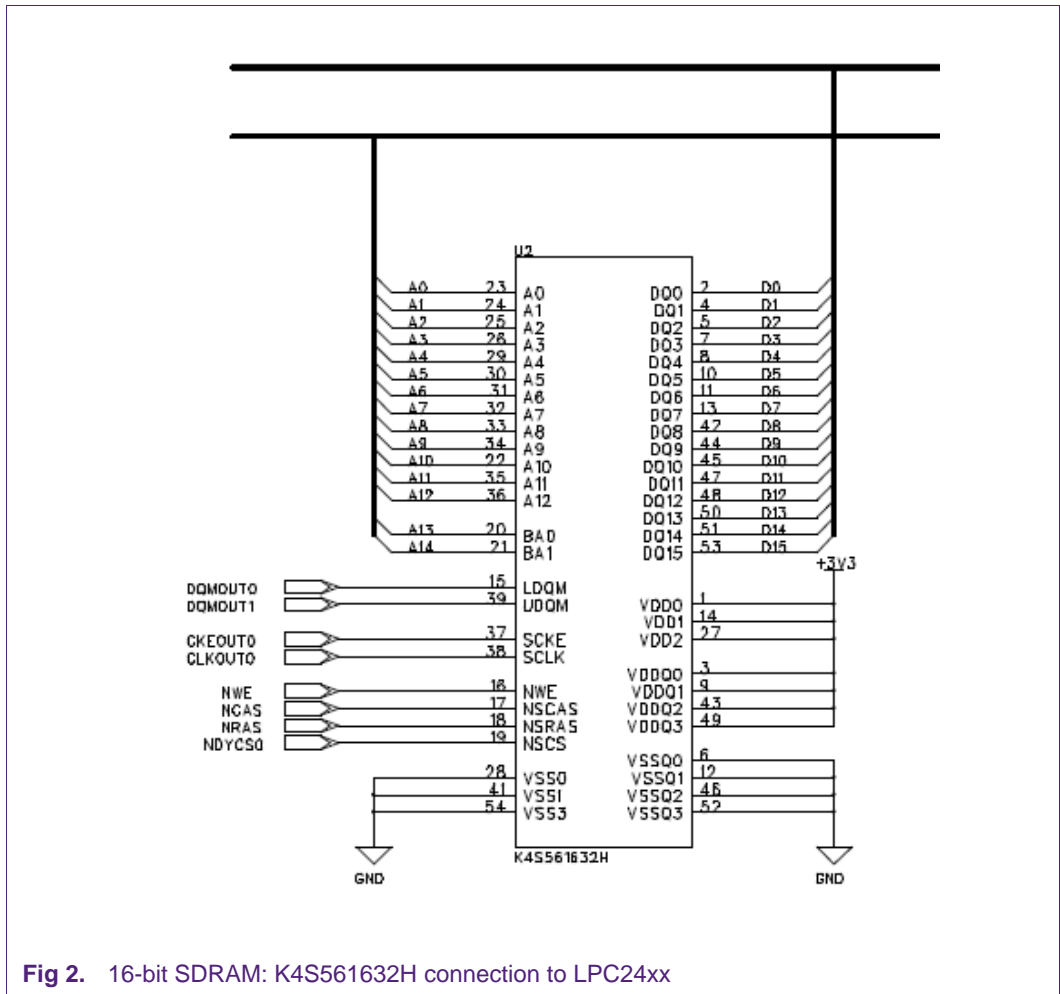 U2
A0 23 A0 DQ0 2 D0
A1 24 A1 DQ1 4 D1
A2 25 A2 DQ2 5 D2
A3 26 A3 DQ3 7 D3
A4 29 A4 DQ4 8 D4
A5 30 A5 DQ5 10 D5
A6 31 A6 DQ6 11 D6
A7 32 A7 DQ7 13 D7
A8 33 A8 DQ8 42 D8
A9 34 A9 DQ9 44 D9
A10 22 A10 DQ10 45 D10
A11 35 A11 DQ11 47 D11
A12 36 A12 DQ12 48 D12
DQ13 50 D13
A13 20 BA0 DQ14 51 D14
A14 21 BA1 DQ15 53 D15
+3V3
DQMOUT0 15 LDQM
DQMOUT1 39 UDQM VDD0 1
VDD1 14
CKEOUT0 37 SCKE VDD2 27
CLKOUT0 38 SCLK
VDDQ0 3
NWE 16 NWE VDDQ1 9
NCAS 17 NSCAS VDDQ2 43
NRAS 18 NSRAS VDDQ3 49
NDYCS0 19 NSCS
VSSQ0 6
28 VSS0 VSSQ1 12
41 VSS1 VSSQ2 46
54 VSS3 VSSQ3 52
K4S561632H
GND GND
Fig 2. 16-bit SDRAM: K4S561632H connection to LPC24xx